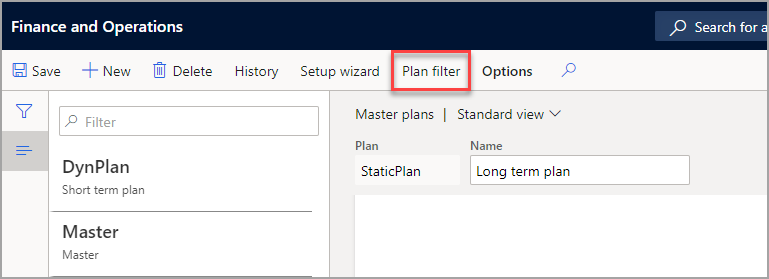 Finance and Operations
Search for a
Save
New
Delete
History
Setup wizard
Plan filter
Options
Filter
DynPlan
Short term plan
Master
Master
Master plans | Standard view
Plan
Name
StaticPlan
Long term plan